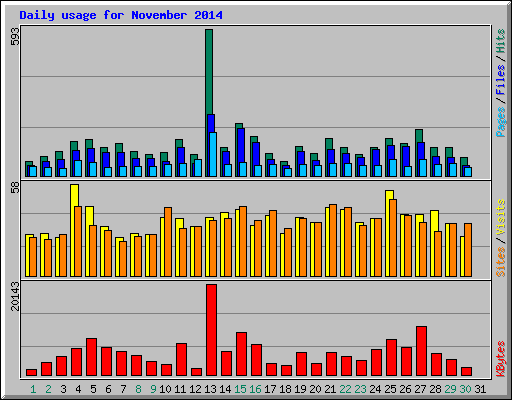 Daily usage for November 2014
593
Pages / Files / Hits
58
Sites / Visits
20143
KBytes
1 2 3 4 5 6 7 8 9 10 11 12 13 14 15 16 17 18 19 20 21 22 23 24 25 26 27 28 29 30 31